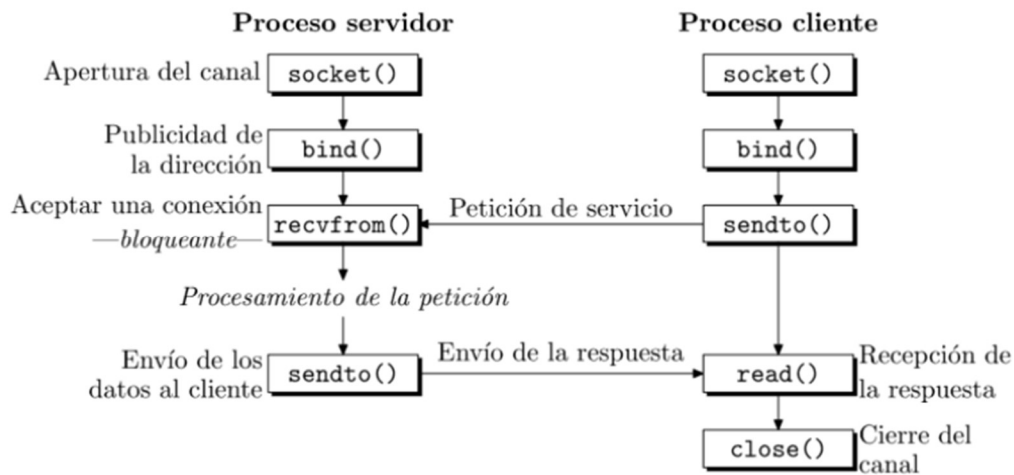 Proceso servidor
Proceso cliente
Apertura del canal
socket()
socket()
Publicidad de
la dirección
bind()
bind()
Aceptar una conexión
—bloqueante—
recvfrom()
Petición de servicio
sendto()
Procesamiento de la petición
Envío de los
datos al cliente
sendto()
Envío de la respuesta
read()
Recepción de
la respuesta
close()
Cierre del
canal